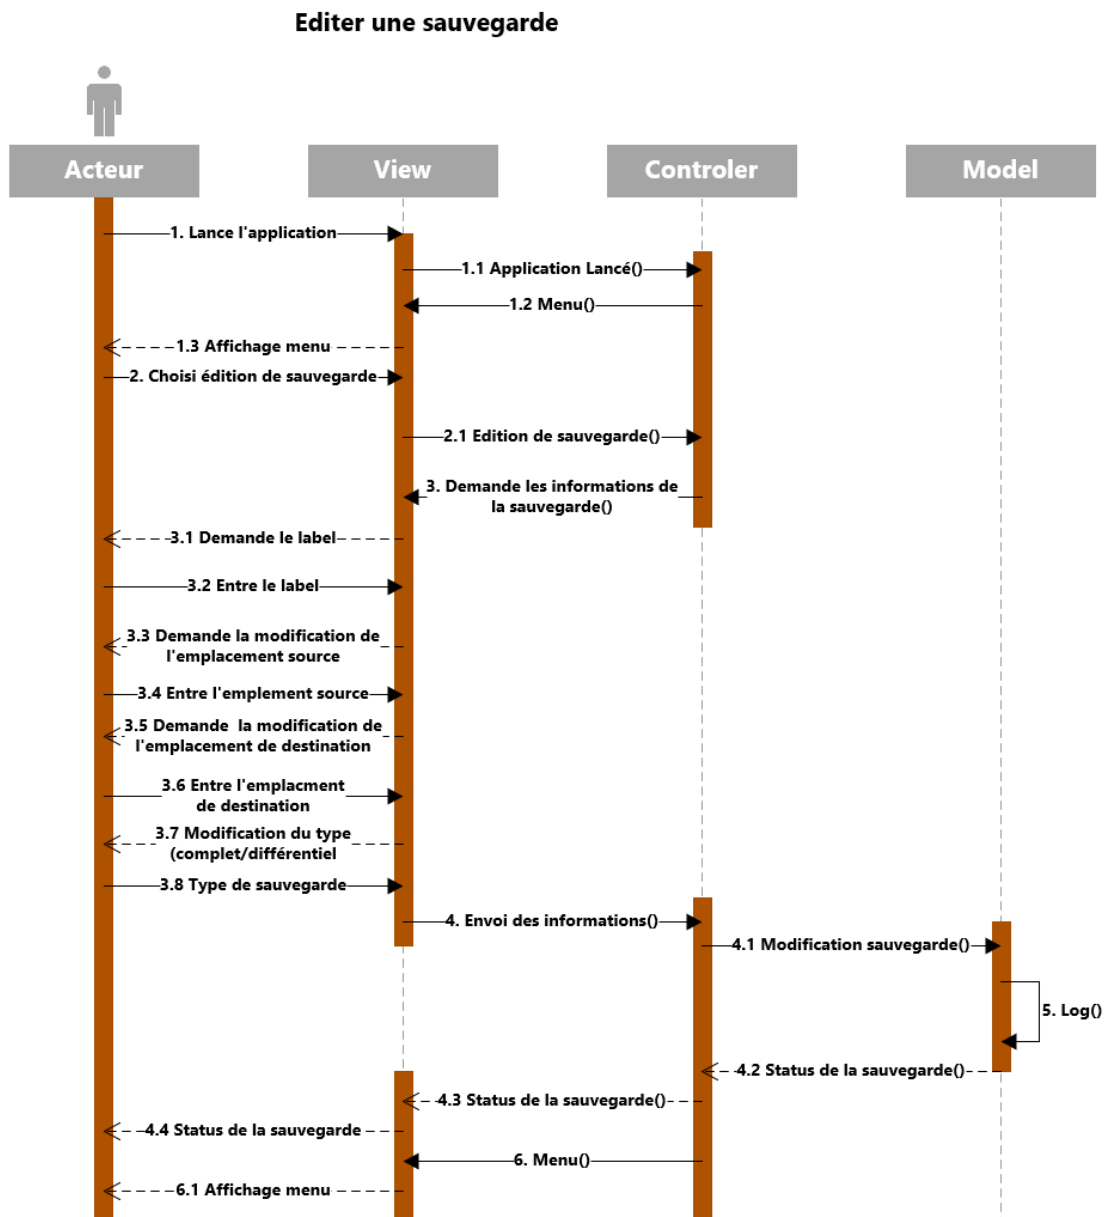 Editer une sauvegarde
Acteur
View
Controler
Model
1. Lance l'application
1.1 Application Lancé()
1.2 Menu()
1.3 Affichage menu
2. Choisi édition de sauvegarde
2.1 Edition de sauvegarde()
3. Demande les informations de
la sauvegarde()
3.1 Demande le label
3.2 Entre le label
3.3 Demande la modification de
l'emplacement source
3.4 Entre l'emplement source
3.5 Demande  la modification de
l'emplacement de destination
3.6 Entre l'emplacment
de destination
3.7 Modification du type
(complet/différentiel
3.8 Type de sauvegarde
4. Envoi des informations()
4.1 Modification sauvegarde()
5. Log()
4.2 Status de la sauvegarde()
4.3 Status de la sauvegarde()
4.4 Status de la sauvegarde
6. Menu()
6.1 Affichage menu